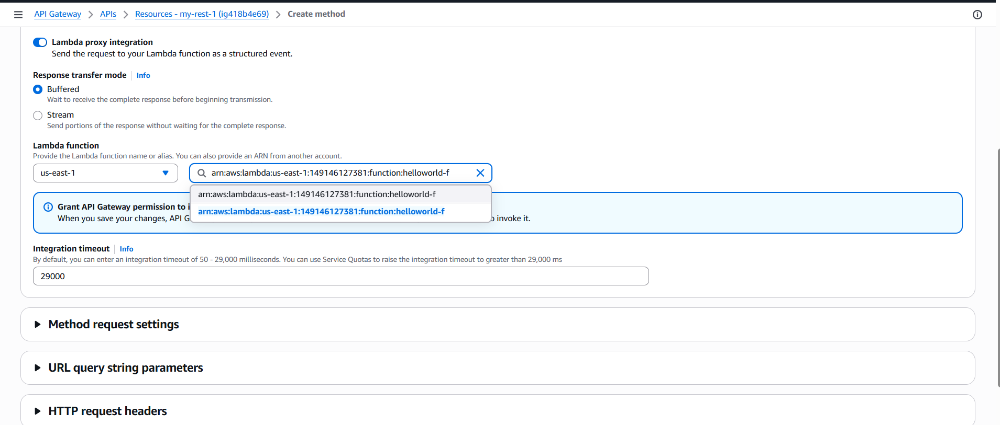 API Gateway > APIs > Resources - my-rest-1 (ig418b4e69) > Create method
Lambda proxy integration
Send the request to your Lambda function as a structured event.
Response transfer mode Info
Buffered
Wait to receive the complete response before beginning transmission.
Stream
Send portions of the response without waiting for the complete response.
Lambda function
Provide the Lambda function name or alias. You can also provide an ARN from another account.
us-east-1 arn:aws:lambda:us-east-1:149146127381:function:helloworld-f
arn:aws:lambda:us-east-1:149146127381:function:helloworld-f
arn:aws:lambda:us-east-1:149146127381:function:helloworld-f
Grant API Gateway permission to
When you save your changes, API invoke it.
Integration timeout Info
By default, you can enter an integration timeout of 50 - 29,000 milliseconds. You can use Service Quotas to raise the integration timeout to greater than 29,000 ms
29000
Method request settings
URL query string parameters
HTTP request headers